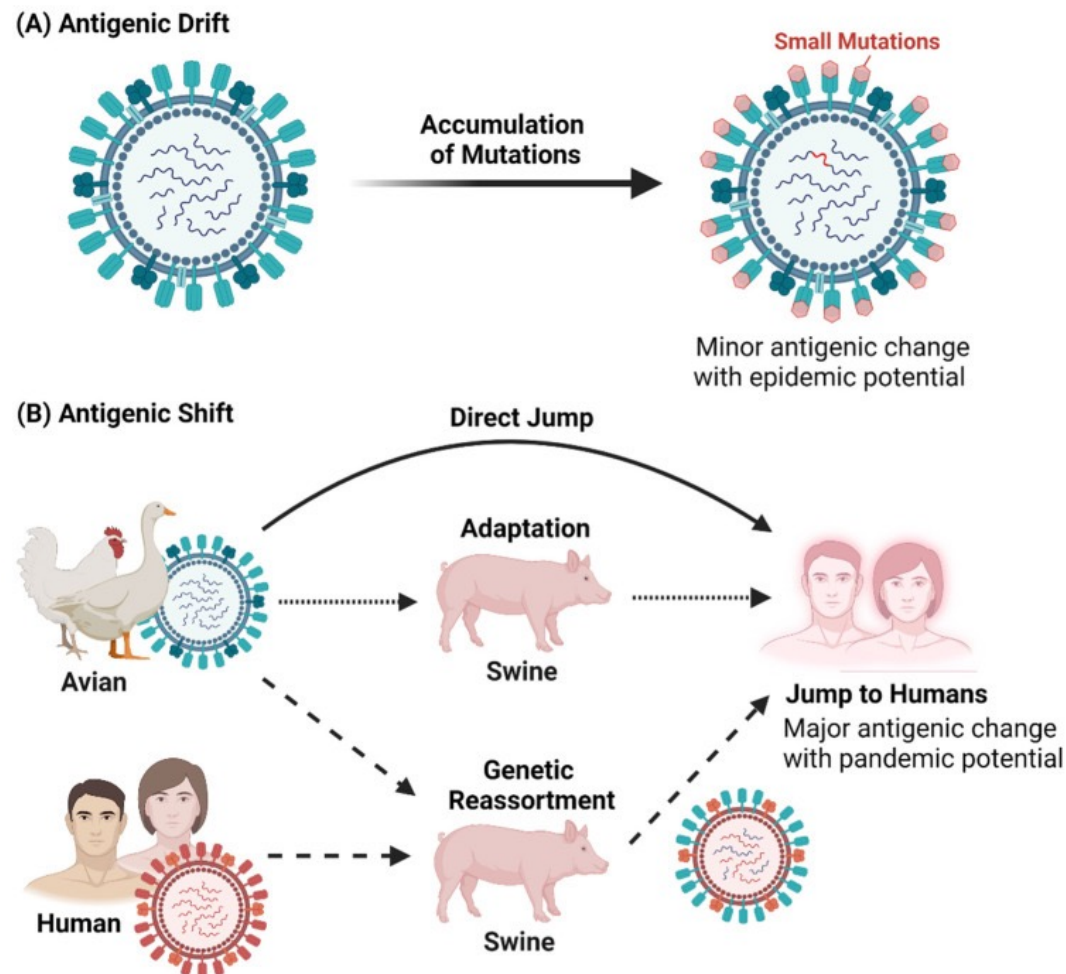 (A) Antigenic Drift
Small Mutations
Accumulation
of Mutations
Minor antigenic change
with epidemic potential
(B) Antigenic Shift
Direct Jump
Adaptation
Avian
Swine
Jump to Humans
Major antigenic change
with pandemic potential
Genetic
Reassortment
Human
Swine